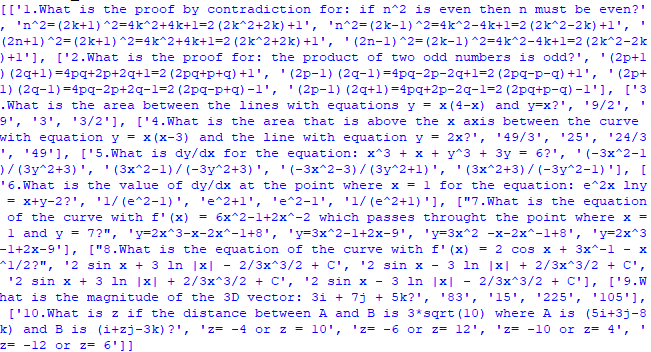 [['1.What is the proof by contradiction for: if n^2 is even then n must be even?'
, 'n^2=(2k+1)^2=4k^2+4k+1=2(2k^2+2k)+1', 'n^2=(2k-1)^2=4k^2-4k+1=2(2k^2-2k)+1', '
(2n+1)^2=(2k+1)^2=4k^2+4k+1=2(2k^2+2k)+1', '(2n-1)^2=(2k-1)^2=4k^2-4k+1=2(2k^2-2k
)+1'], ['2.What is the proof for: the product of two odd numbers is odd?', '(2p+1
)(2q+1)=4pq+2p+2q+1=2(2pq+p+q)+1', '(2p-1)(2q-1)=4pq-2p-2q+1=2(2pq-p-q)+1', '(2p+
1)(2q-1)=4pq-2p+2q-1=2(2pq-p+q)-1', '(2p-1)(2q+1)=4pq+2p-2q-1=2(2pq+p-q)-1'], ['3
.What is the area between the lines with equations y = x(4-x) and y=x?', '9/2', '
9', '3', '3/2'], ['4.What is the area that is above the x axis between the curve
with equation y = x(x-3) and the line with equation y = 2x?', '49/3', '25', '24/3
', '49'], ['5.What is dy/dx for the equation: x^3 + x + y^3 + 3y = 6?', '(-3x^2-1
)/(3y^2+3)', '(3x^2-1)/(-3y^2+3)', '(-3x^2-3)/(3y^2+1)', '(3x^2+3)/(-3y^2-1)'], [
'6.What is the value of dy/dx at the point where x = 1 for the equation: e^2x lny
= x+y-2?', '1/(e^2-1)', 'e^2+1', 'e^2-1', '1/(e^2+1)'], ["7.What is the equation
of the curve with f'(x) = 6x^2-1+2x^-2 which passes throught the point where x =
1 and y = 7?", 'y=2x^3-x-2x^-1+8', 'y=3x^2-1+2x-9', 'y=3x^2 -x-2x^-1+8', 'y=2x^3
-1+2x-9'], ["8.What is the equation of the curve with f'(x) = 2 cos x + 3x^-1 - x
^1/2?", '2 sin x + 3 ln |x| - 2/3x^3/2 + C', '2 sin x - 3 ln |x| + 2/3x^3/2 + C',
'2 sin x + 3 ln |x| + 2/3x^3/2 + C', '2 sin x - 3 ln |x| - 2/3x^3/2 + C'], ['9.W
hat is the magnitude of the 3D vector: 3i + 7j + 5k?', '83', '15', '225', '105'],
['10.What is z if the distance between A and B is 3*sqrt(10) where A is (5i+3j-8
k) and B is (i+zj-3k)?', 'z= -4 or z = 10', 'z= -6 or z= 12', 'z= -10 or z= 4', '
z= -12 or z= 6']]